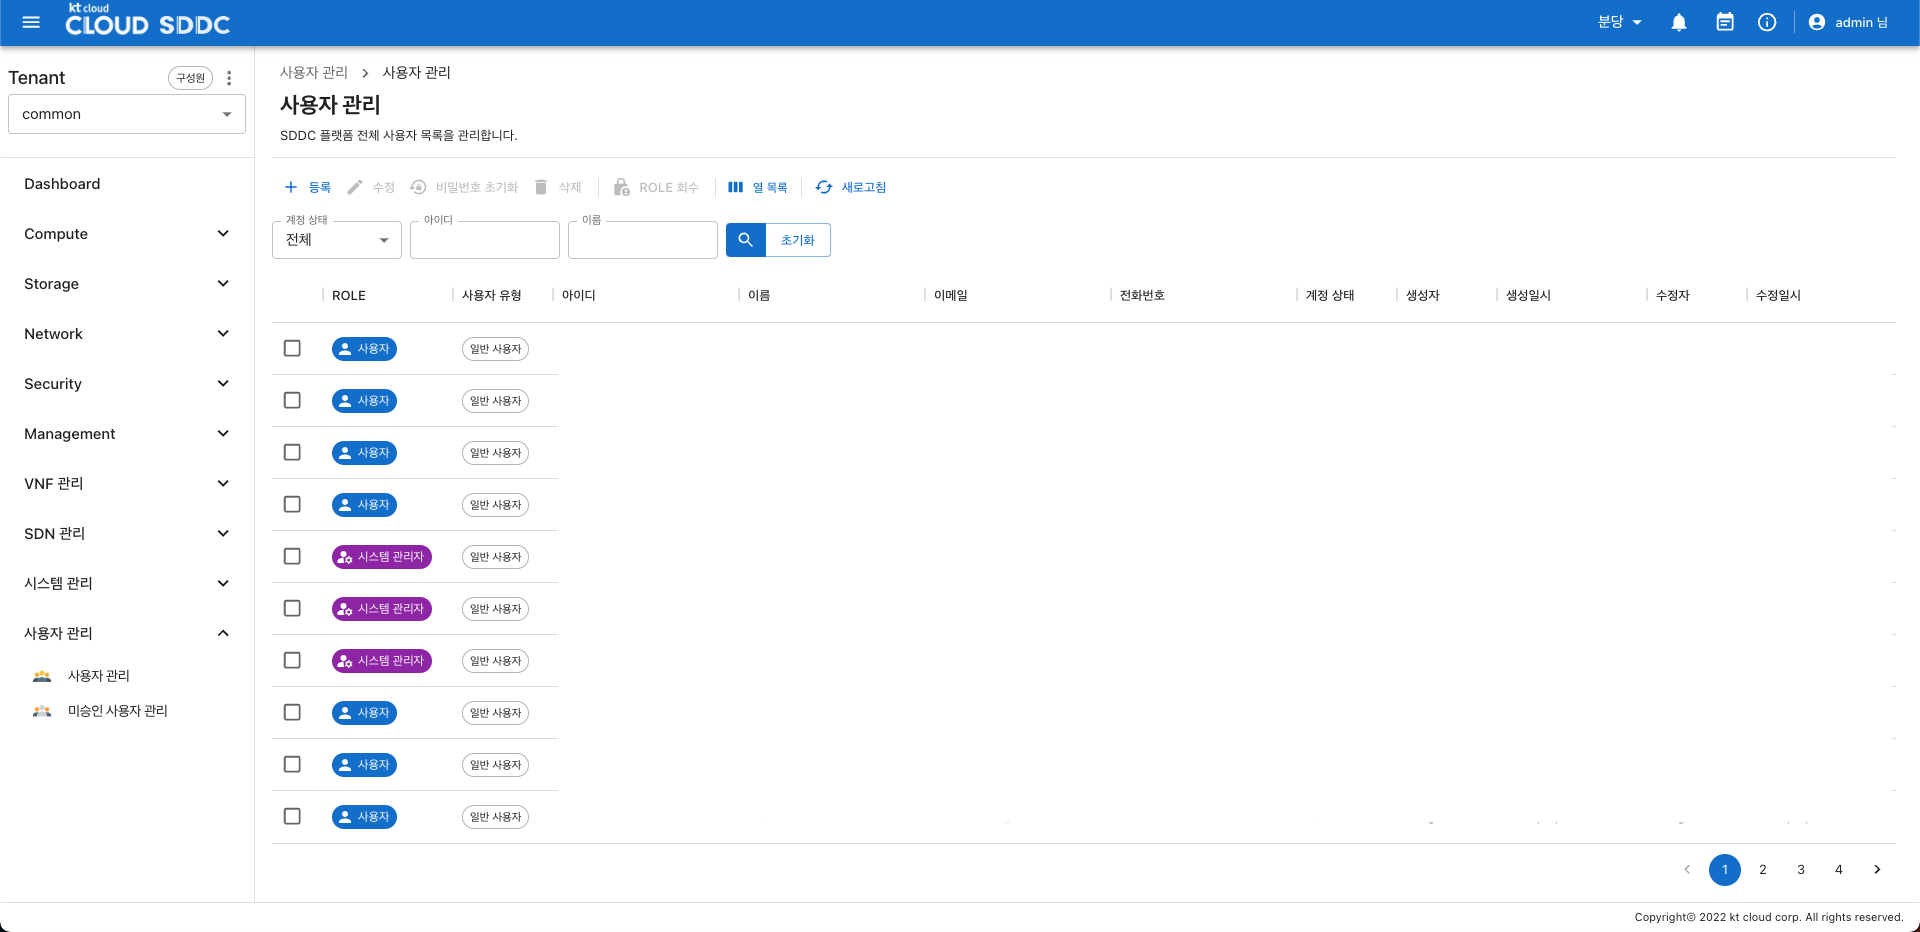 kt cloud
CLOUD SDDC
분당
admin 님
Tenant
구성원
common
Dashboard
Compute
Storage
Network
Security
Management
VNF 관리
SDN 관리
시스템 관리
사용자 관리
사용자 관리
미승인 사용자 관리
사용자 관리 > 사용자 관리
사용자 관리
SDDC 플랫폼 전체 사용자 목록을 관리합니다.
등록 수정 비밀번호 초기화 삭제 ROLE 회수 열 목록 새로고침
계정 상태 아이디 이름
전체 초기화
ROLE 사용자 유형 아이디 이름 이메일 전화번호 계정 상태 생성자 생성일시 수정자 수정일시
사용자 일반 사용자
사용자 일반 사용자
사용자 일반 사용자
사용자 일반 사용자
시스템 관리자 일반 사용자
시스템 관리자 일반 사용자
시스템 관리자 일반 사용자
사용자 일반 사용자
사용자 일반 사용자
사용자 일반 사용자
1 2 3 4
Copyright© 2022 kt cloud corp. All rights reserved.